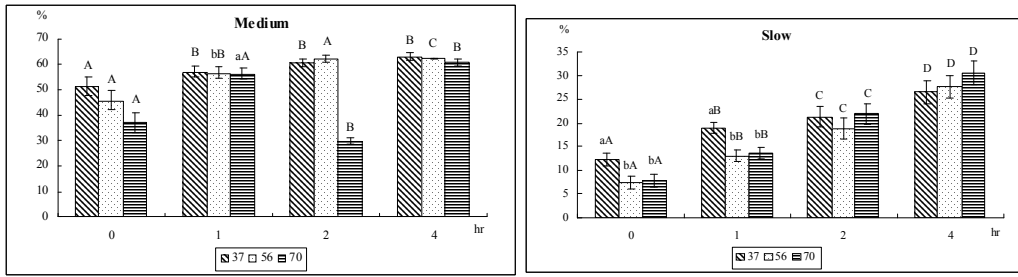 %
Medium
70
60
50
40
30
20
10
0
A A A
B bB aA
B A B
B C B
0 1 2 4 hr
37 56 70
%
Slow
35
30
25
20
15
10
5
0
aA bA bA
aB bB bB
C C C
D D D
0 1 2 4 hr
37 56 70